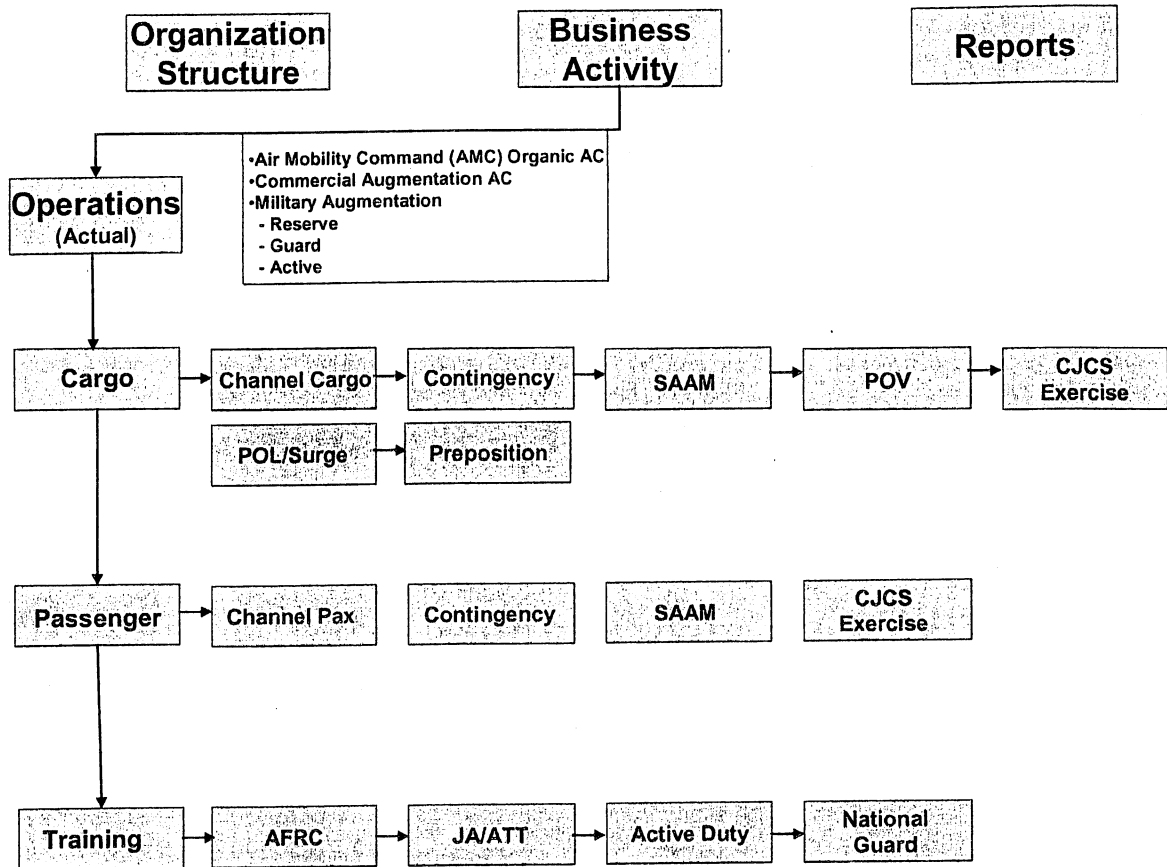 Organization
Structure
Business
Activity
Reports
•Air Mobility Command (AMC) Organic AC
•Commercial Augmentation AC
•Military Augmentation
- Reserve
- Guard
- Active
Operations
(Actual)
Cargo
Channel Cargo
Contingency
SAAM
POV
CJCS
Exercise
POL/Surge
Preposition
Passenger
Channel Pax
Contingency
SAAM
CJCS
Exercise
Training
AFRC
JA/ATT
Active Duty
National
Guard